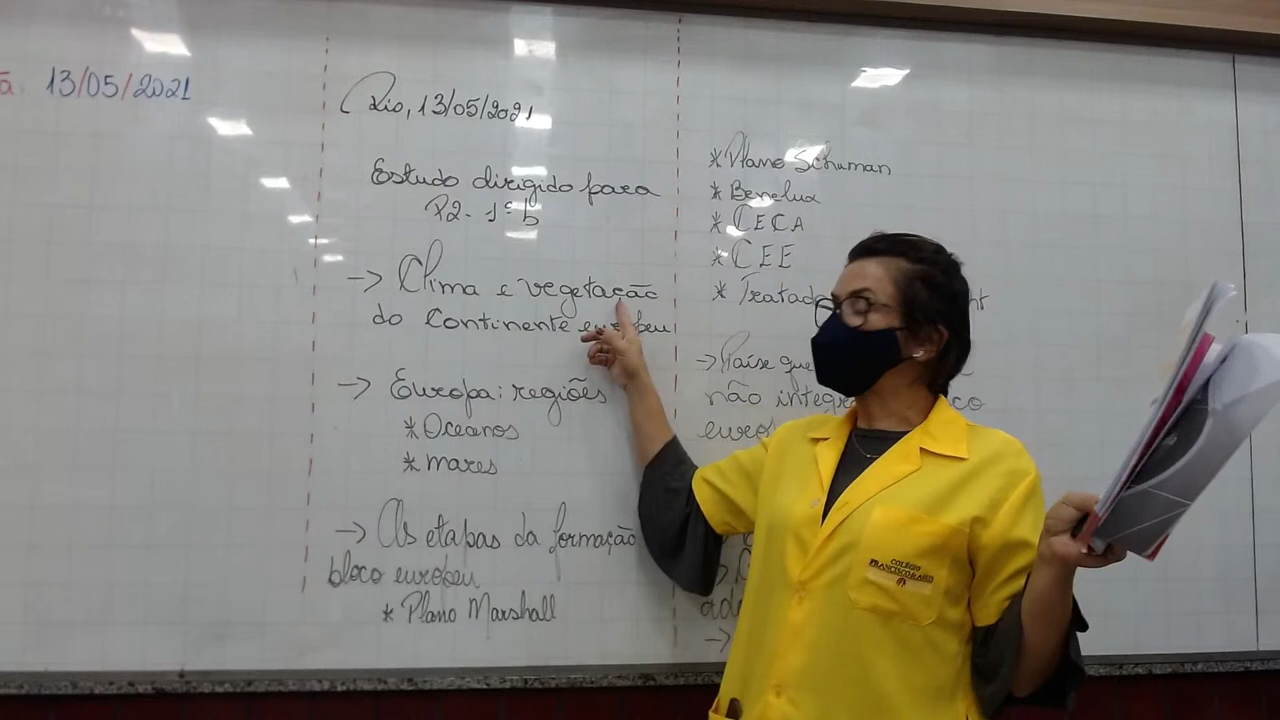 13/05/2021
Rio, 13/05/2021
Estudo dirigido para
P2 - 1º b
→ Clima e vegetação
do Continente europeu
→ Europa: regiões
* Oceanos
* mares
→ As etapas da formação
bloco europeu
* Plano Marshall
* Plano Schuman
* Benelux
* CECA
* CEE
* Tratado
→ Paíse que
não integra
COLÉGIO